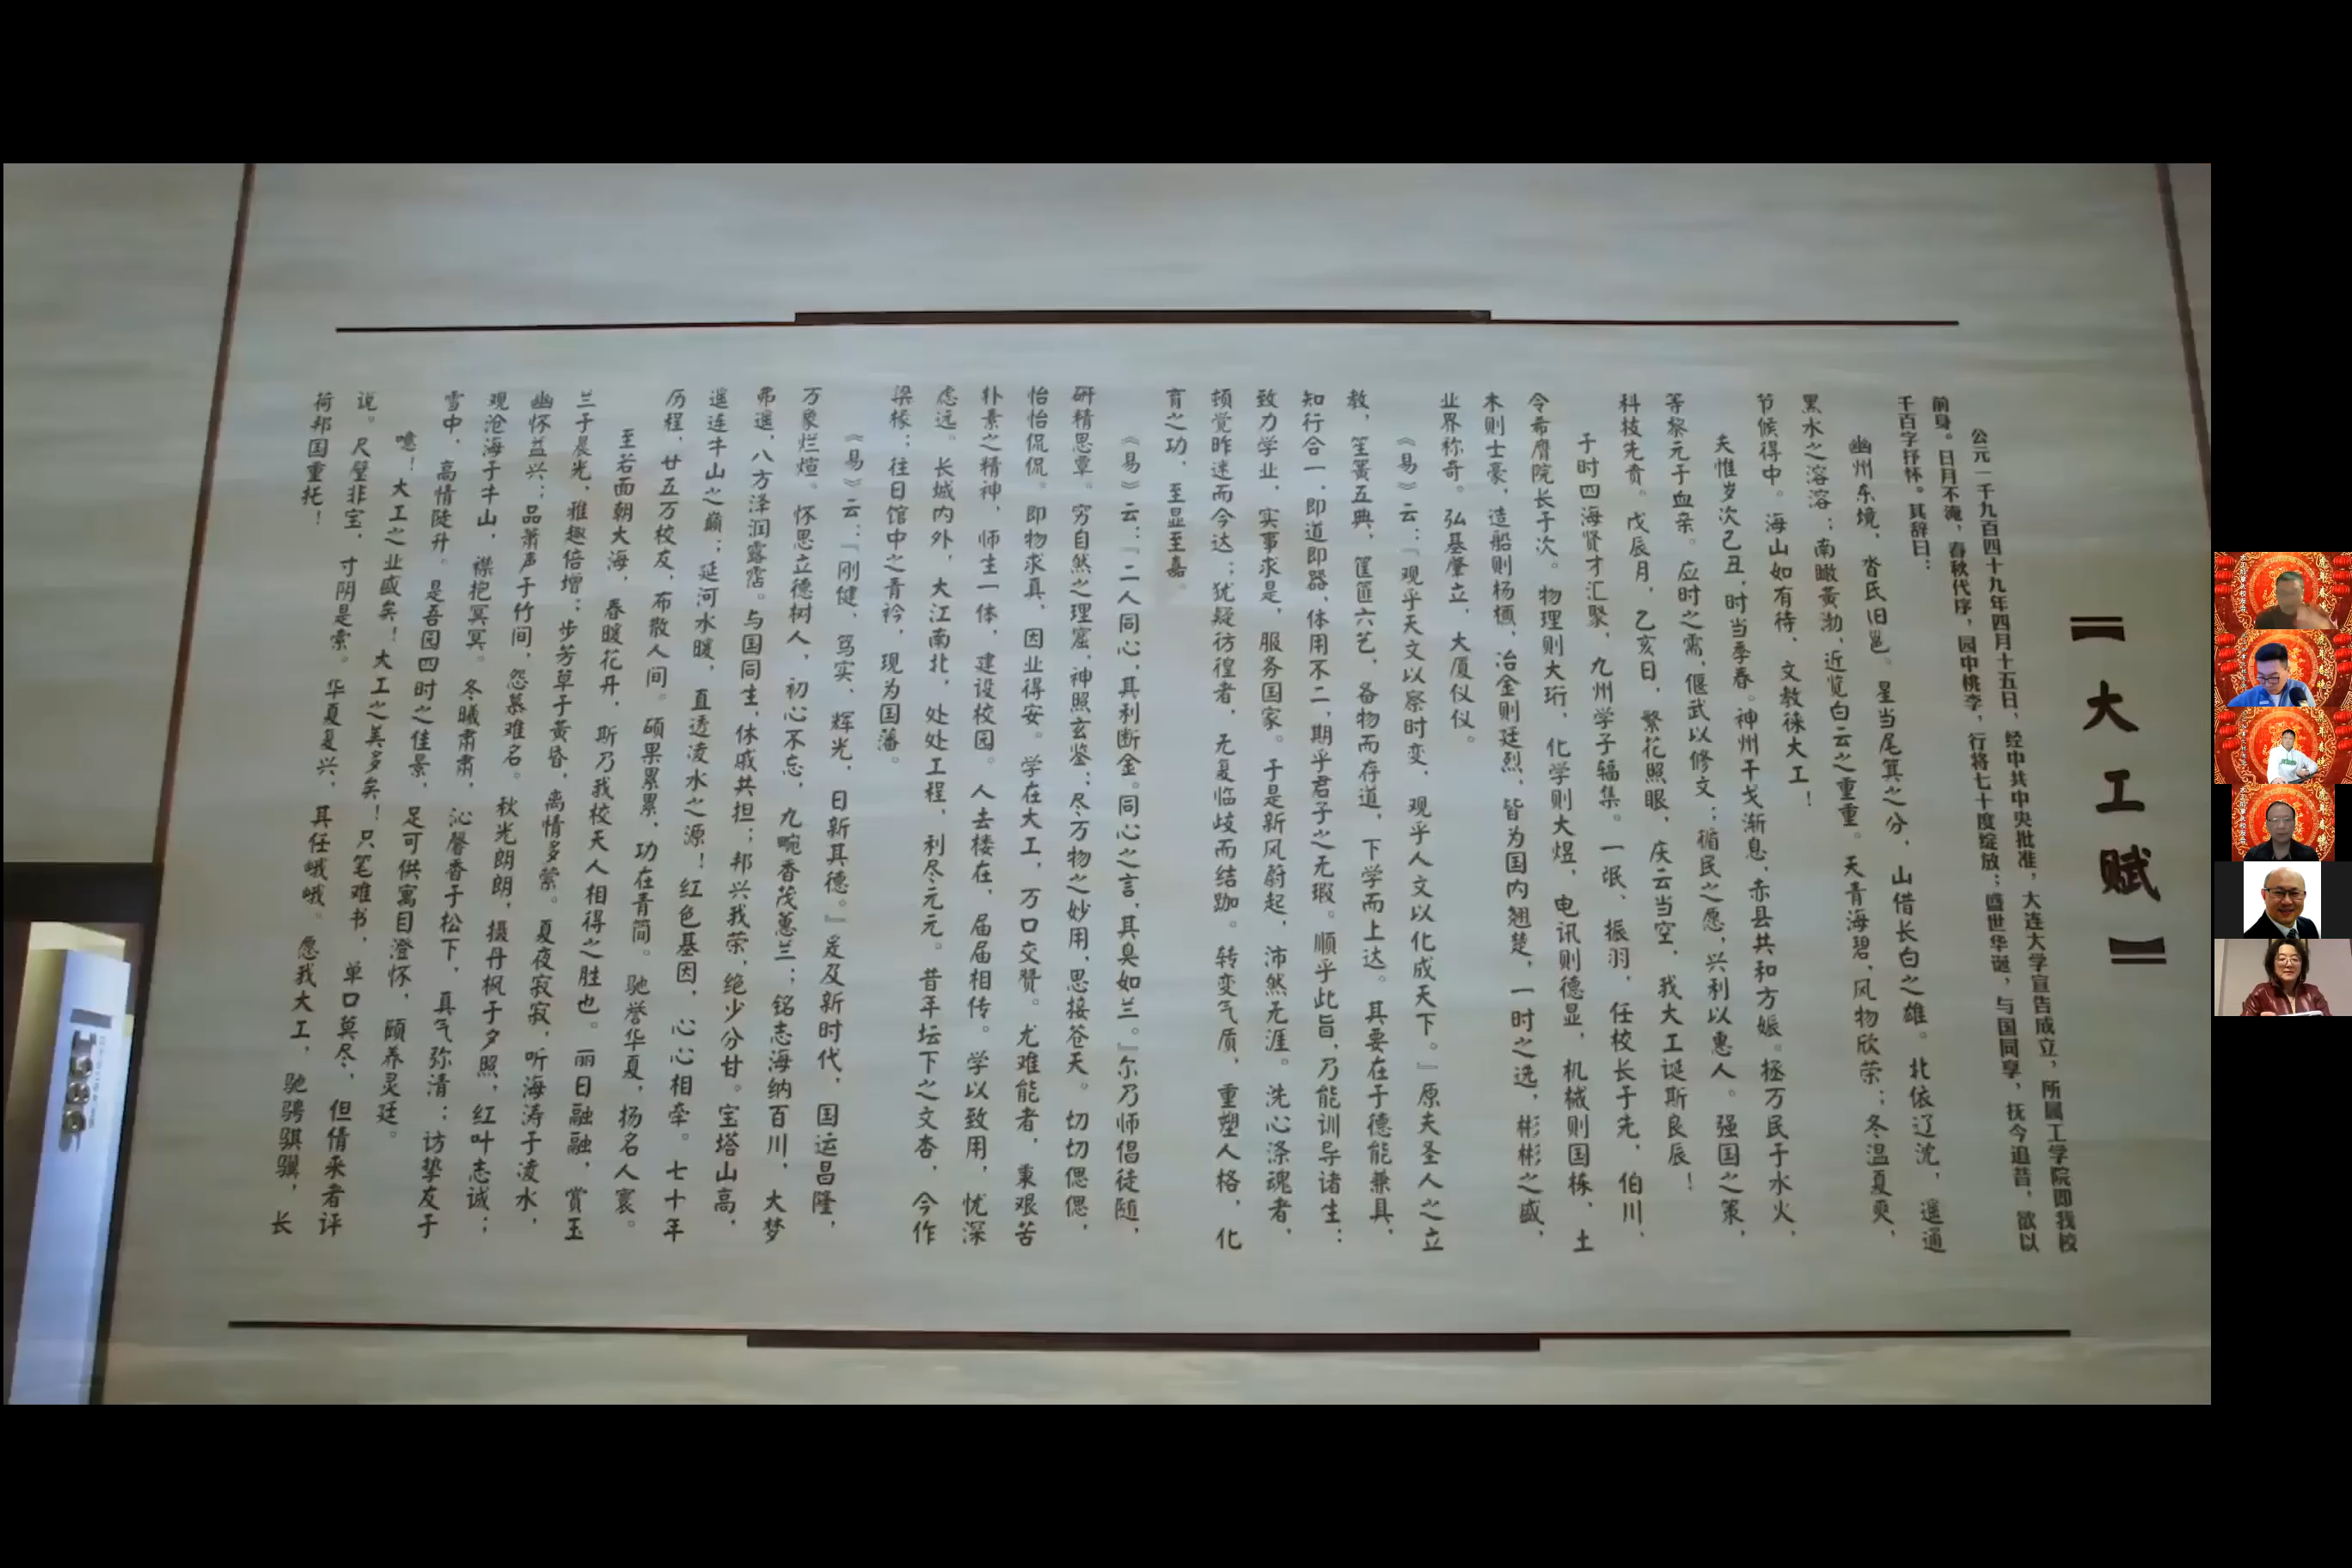 【大工赋】
公元一千九百四十九年四月十五日，经中共中央批准，大连大学宣告成立，所属工学院即我校
前身。日月不淹，春秋代序，园中桃李，行将七十度绽放；盛世华诞，与国同享，抚今追昔，欲以
千百字抒怀。其辞曰：
幽州东境，沓氏旧邑。星当尾箕之分，山借长白之雄。北依辽沈，遥通
黑水之溶溶；南瞰黄渤，近览白云之重重。天青海碧，风物欣荣；冬温夏爽，
节候得中。海山如有待，文教徕大工！
夫惟岁次己丑，时当季春。神州干戈渐息，赤县共和方娠。拯万民于水火，
等黎元于血亲。应时之需，偃武以修文；循民之愿，兴利以惠人。强国之策，
科技先贲。戊辰月，乙亥日，繁花照眼，庆云当空，我大工诞斯良辰！
于时四海贤才汇聚，九州学子辐集。一氓、振羽，任校长于先，伯川、
令希膺院长于次。物理则大珩，化学则大煜，电讯则德显，机械则国栋，土
木则士豪，造船则杨槱，冶金则廷烈，皆为国内翘楚，一时之选，彬彬之盛，
业界称奇。弘基肇立，大厦仪仪。
《易》云：『观乎天文以察时变，观乎人文以化成天下。』原夫圣人之立
教，笙簧五典，筐篚六艺，备物而存道，下学而上达。其要在于德能兼具，
知行合一，即道即器，体用不二，期乎君子之无瑕。顺乎此旨，乃能训导诸生：
致力学业，实事求是，服务国家。于是新风蔚起，沛然无涯。洗心涤魂者，
顿觉昨迷而今达；犹疑彷徨者，无复临歧而结跏。转变气质，重塑人格，化
育之功，至显至嘉。
《易》云：『二人同心，其利断金。同心之言，其臭如兰。』尔乃师倡徒随，
研精思覃。穷自然之理窟，神照玄鉴；尽万物之妙用，思接苍天。切切偲偲，
怡怡侃侃。即物求真，因业得安。学在大工，万口交赞。尤难能者，秉艰苦
朴素之精神，师生一体，建设校园。人去楼在，届届相传。学以致用，忧深
虑远。长城内外，大江南北，处处工程，利尽元元。昔年坛下之文杏，今作
梁椽；往日馆中之青衿，现为国藩。
《易》云：『刚健、笃实、辉光，日新其德。』爰及新时代，国运昌隆，
万象烂煊。怀思立德树人，初心不忘，九畹香茂蕙兰；铭志海纳百川，大梦
弗遥，八方泽润露霑。与国同生，休戚共担；邦兴我荣，绝少分甘。宝塔山高，
遥连牛山之巅；延河水暖，直透凌水之源！红色基因，心心相牵。七十年
历程，廿五万校友，布散人间。硕果累累，功在青简。驰誉华夏，扬名人寰。
至若面朝大海，春暖花开，斯乃我校天人相得之胜也。丽日融融，赏玉
兰于晨光，雅趣倍增；步芳草于黄昏，离情多萦。夏夜寂寂，听海涛于凌水，
幽怀益兴；品箫声于竹间，怨慕难名。秋光朗朗，摄丹枫于夕照，红叶志诚；
观沧海于牛山，襟抱冥冥。冬曦肃肃，沁馨香于松下，真气弥清；访挚友于
雪中，高情陡升。是吾园四时之佳景，足可供寓目澄怀，颐养灵廷。
噫！大工之业盛矣！大工之美多矣！只笔难书，单口莫尽，但倩来者评
说。尺璧非宝，寸阴是索。华夏复兴，其任峨峨。愿我大工，驰骋骐骥，长
荷邦国重托！
1949